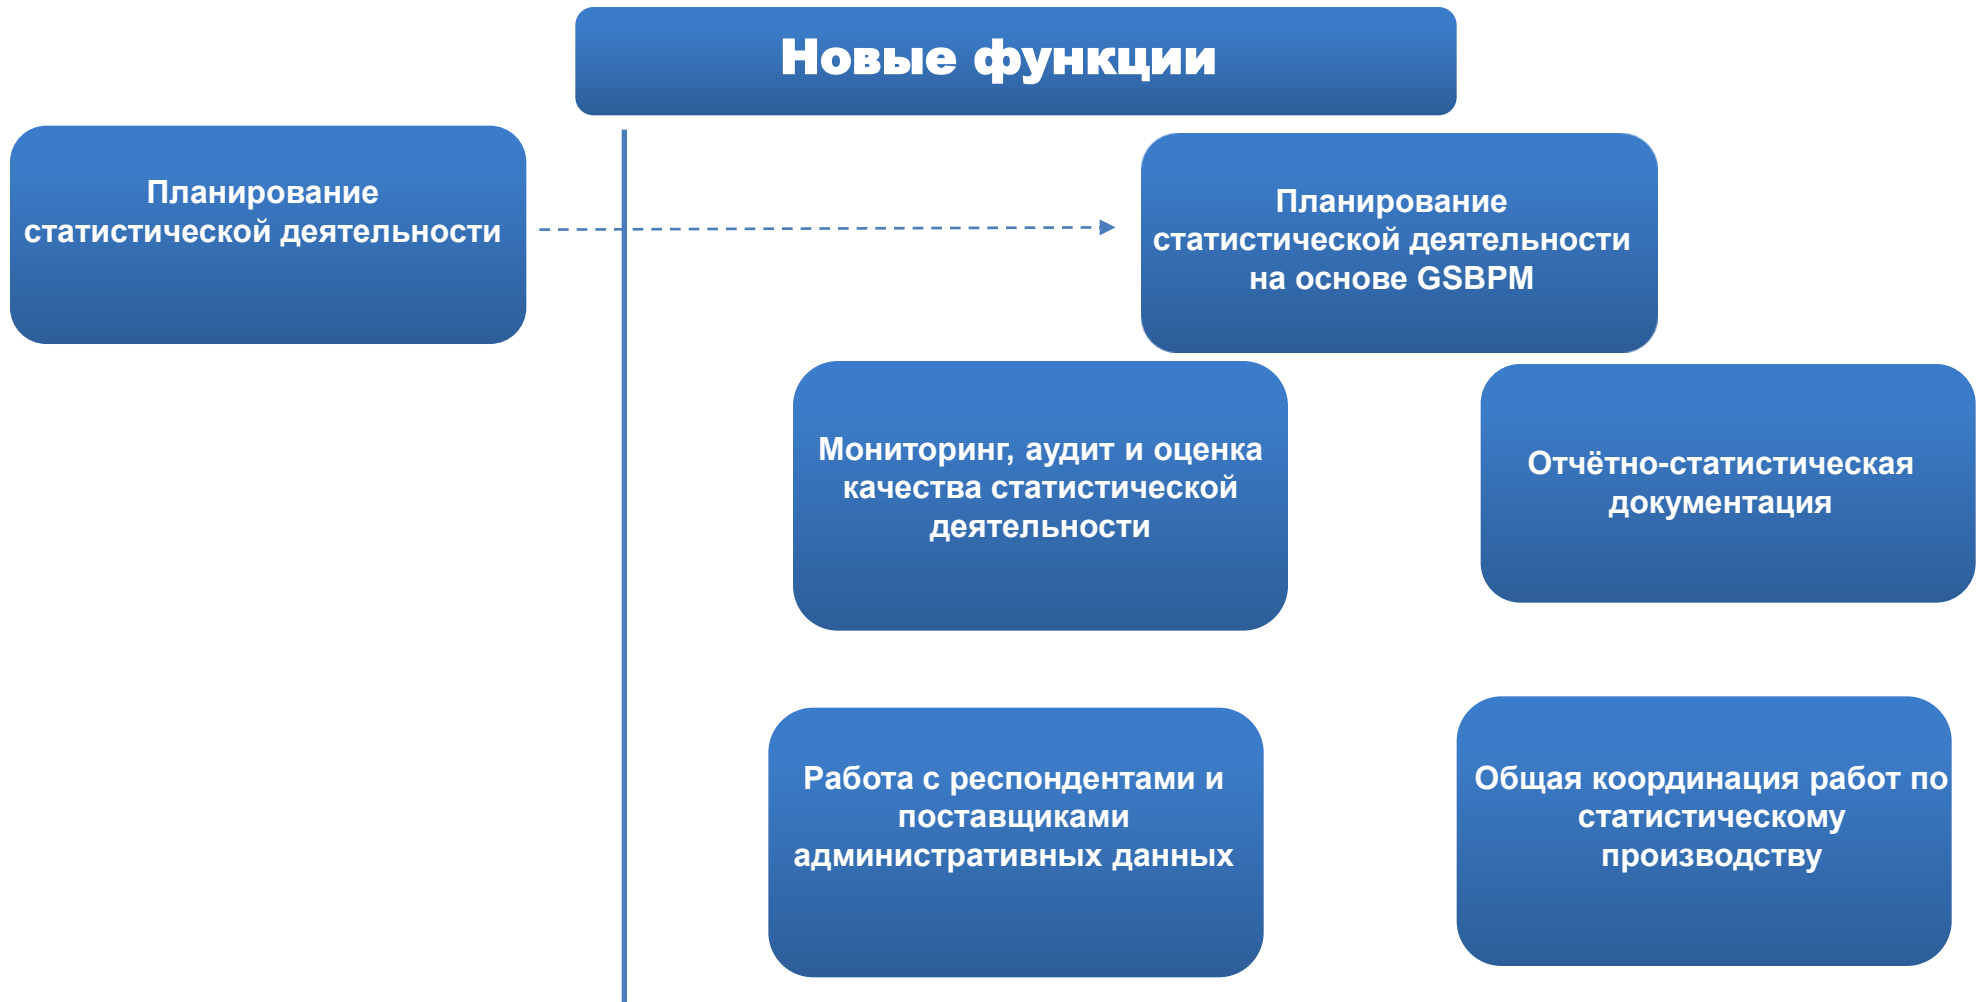 Новые функции
Планирование
статистической деятельности
Планирование
статистической деятельности
на основе GSBPM
Мониторинг, аудит и оценка
качества статистической
деятельности
Отчётно-статистическая
документация
Работа с респондентами и
поставщиками
административных данных
Общая координация работ по
статистическому
производству